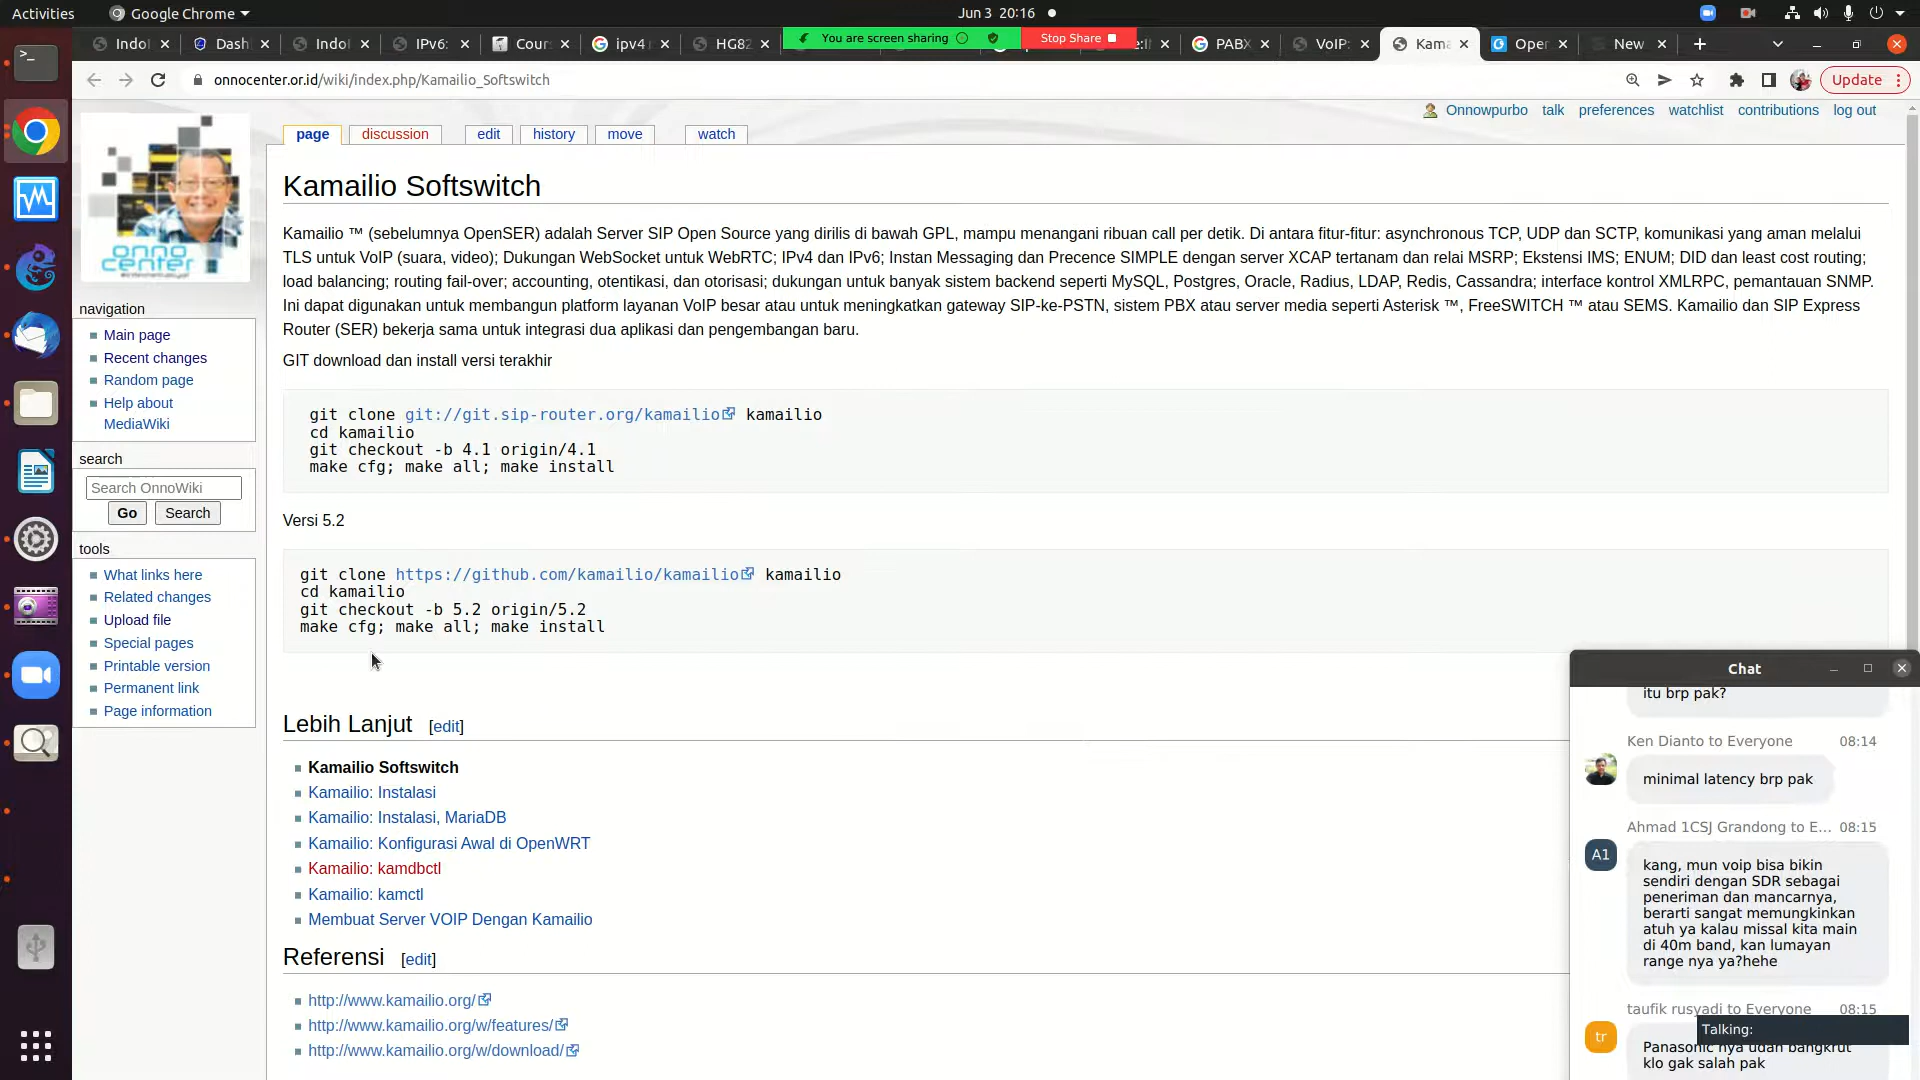 Activities
Google Chrome
Jun 3 20:16
Indo
Dash
Indo
IPv6:
Cour
ipv4
HG82
You are screen sharing
Stop Share
PABX
VoIP:
Kama
Oper
New
onnocenter.or.id/wiki/index.php/Kamailio_Softswitch
Update
Onnowpurbo talk preferences watchlist contributions log out
page discussion edit history move watch
onno
center
Kamailio Softswitch
Kamailio ™ (sebelumnya OpenSER) adalah Server SIP Open Source yang dirilis di bawah GPL, mampu menangani ribuan call per detik. Di antara fitur-fitur: asynchronous TCP, UDP dan SCTP, komunikasi yang aman melalui
TLS untuk VoIP (suara, video); Dukungan WebSocket untuk WebRTC; IPv4 dan IPv6; Instan Messaging dan Precence SIMPLE dengan server XCAP tertanam dan relai MSRP; Ekstensi IMS; ENUM; DID dan least cost routing;
load balancing; routing fail-over; accounting, otentikasi, dan otorisasi; dukungan untuk banyak sistem backend seperti MySQL, Postgres, Oracle, Radius, LDAP, Redis, Cassandra; interface kontrol XMLRPC, pemantauan SNMP.
Ini dapat digunakan untuk membangun platform layanan VoIP besar atau untuk meningkatkan gateway SIP-ke-PSTN, sistem PBX atau server media seperti Asterisk ™, FreeSWITCH ™ atau SEMS. Kamailio dan SIP Express
Router (SER) bekerja sama untuk integrasi dua aplikasi dan pengembangan baru.
GIT download dan install versi terakhir
git clone git://git.sip-router.org/kamailio kamailio
cd kamailio
git checkout -b 4.1 origin/4.1
make cfg; make all; make install
Versi 5.2
git clone https://github.com/kamailio/kamailio kamailio
cd kamailio
git checkout -b 5.2 origin/5.2
make cfg; make all; make install
Lebih Lanjut [edit]
Kamailio Softswitch
Kamailio: Instalasi
Kamailio: Instalasi, MariaDB
Kamailio: Konfigurasi Awal di OpenWRT
Kamailio: kamdbctl
Kamailio: kamctl
Membuat Server VOIP Dengan Kamailio
Referensi [edit]
http://www.kamailio.org/
http://www.kamailio.org/w/features/
http://www.kamailio.org/w/download/
navigation
Main page
Recent changes
Random page
Help about
MediaWiki
search
Search OnnoWiki
Go Search
tools
What links here
Related changes
Upload file
Special pages
Printable version
Permanent link
Page information
Chat
itu brp pak?
Ken Dianto to Everyone 08:14
minimal latency brp pak
Ahmad 1CSJ Grandong to E... 08:15
A1
kang, mun voip bisa bikin
sendiri dengan SDR sebagai
peneriman dan mancarnya,
berarti sangat memungkinkan
atuh ya kalau missal kita main
di 40m band, kan lumayan
range nya ya?hehe
taufik rusyadi to Everyone 08:15
Talking:
tr
Panasonic nya udah bangkrut
klo gak salah pak